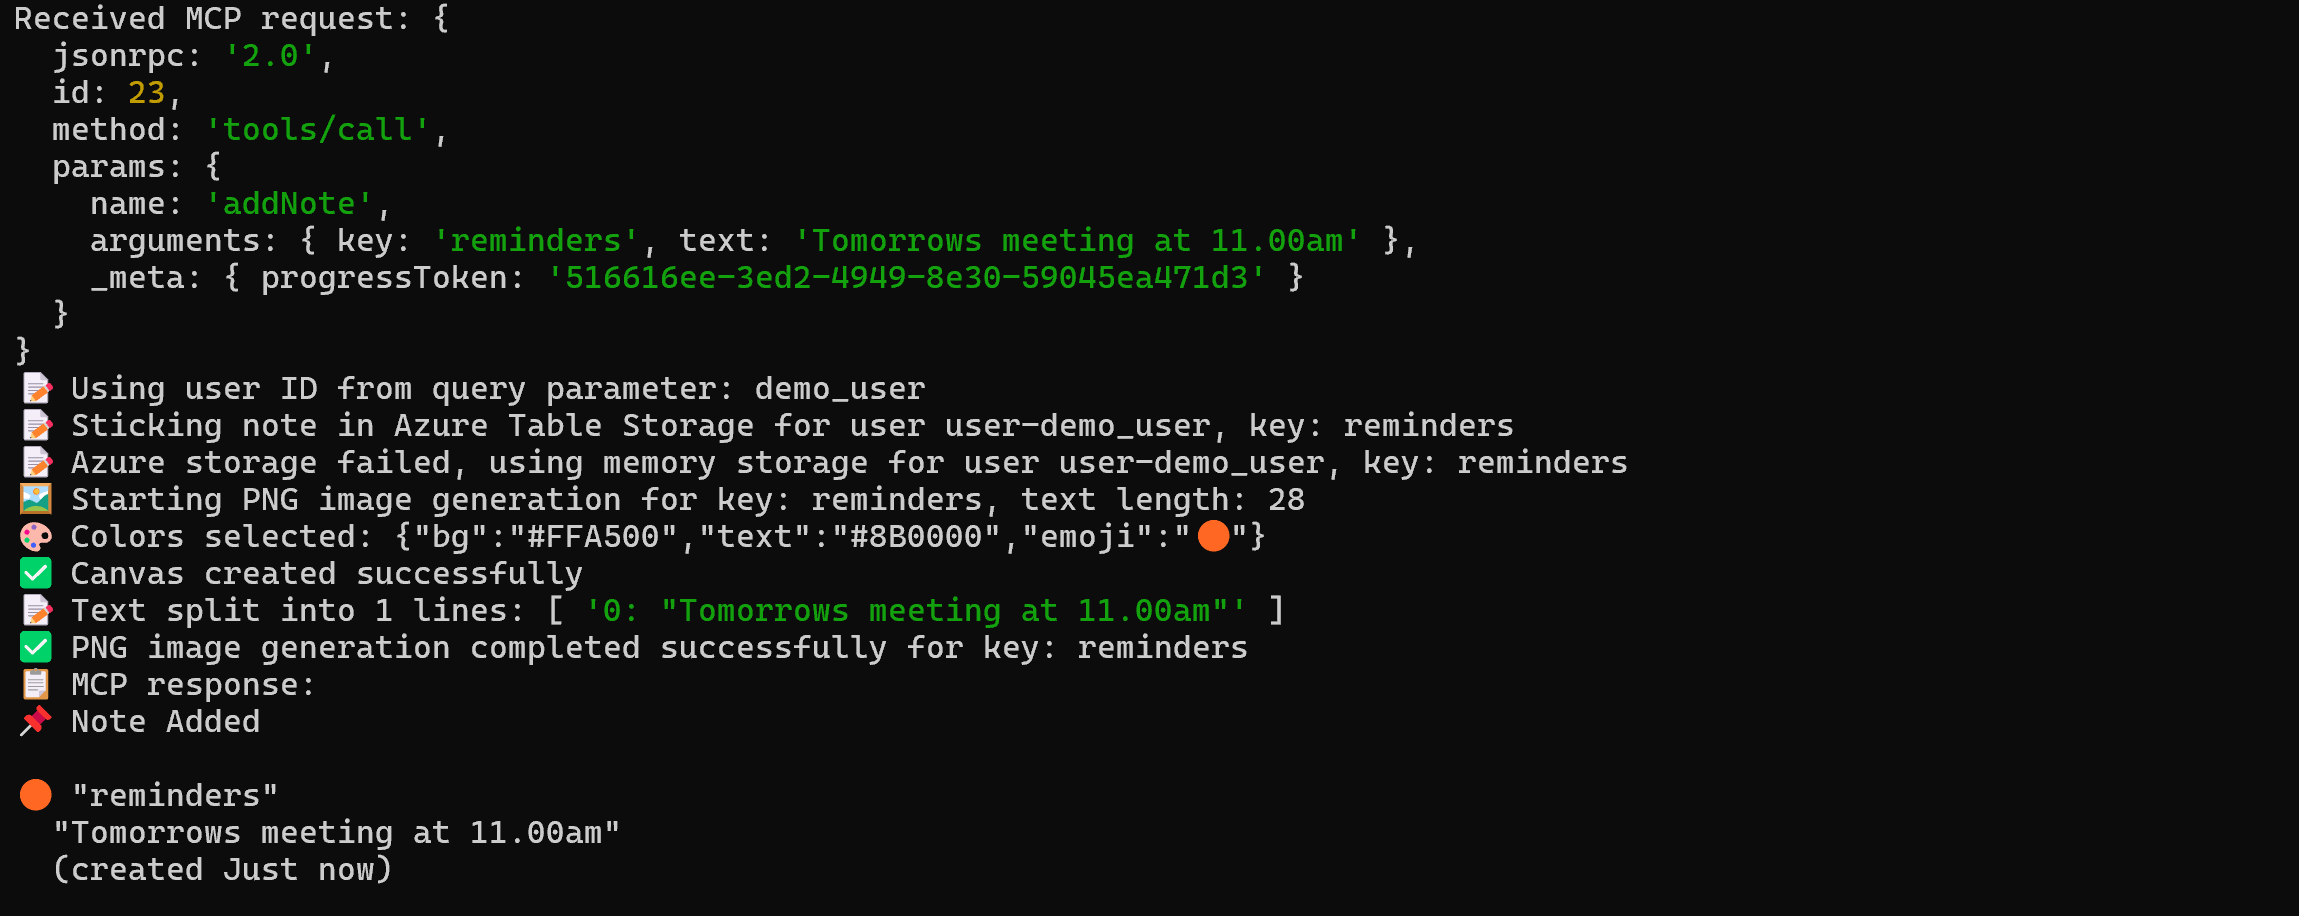 Received MCP request: {
  jsonrpc: '2.0',
  id: 23,
  method: 'tools/call',
  params: {
    name: 'addNote',
    arguments: { key: 'reminders', text: 'Tomorrows meeting at 11.00am' },
    _meta: { progressToken: '516616ee-3ed2-4949-8e30-59045ea471d3' }
  }
}
📝 Using user ID from query parameter: demo_user
📝 Sticking note in Azure Table Storage for user user-demo_user, key: reminders
📝 Azure storage failed, using memory storage for user user-demo_user, key: reminders
🖼️ Starting PNG image generation for key: reminders, text length: 28
🎨 Colors selected: {"bg":"#FFA500","text":"#8B0000","emoji":"🟠"}
✅ Canvas created successfully
📝 Text split into 1 lines: [ '0: "Tomorrows meeting at 11.00am"' ]
✅ PNG image generation completed successfully for key: reminders
📋 MCP response:
📌 Note Added

🟠 "reminders"
  "Tomorrows meeting at 11.00am"
  (created Just now)